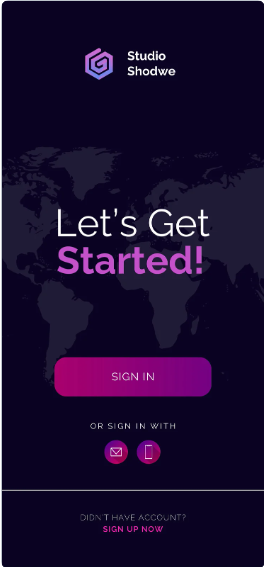 Studio
Shodwe
Let's Get
Started!
SIGN IN
OR SIGN IN WITH
DIDN'T HAVE ACCOUNT?
SIGN UP NOW